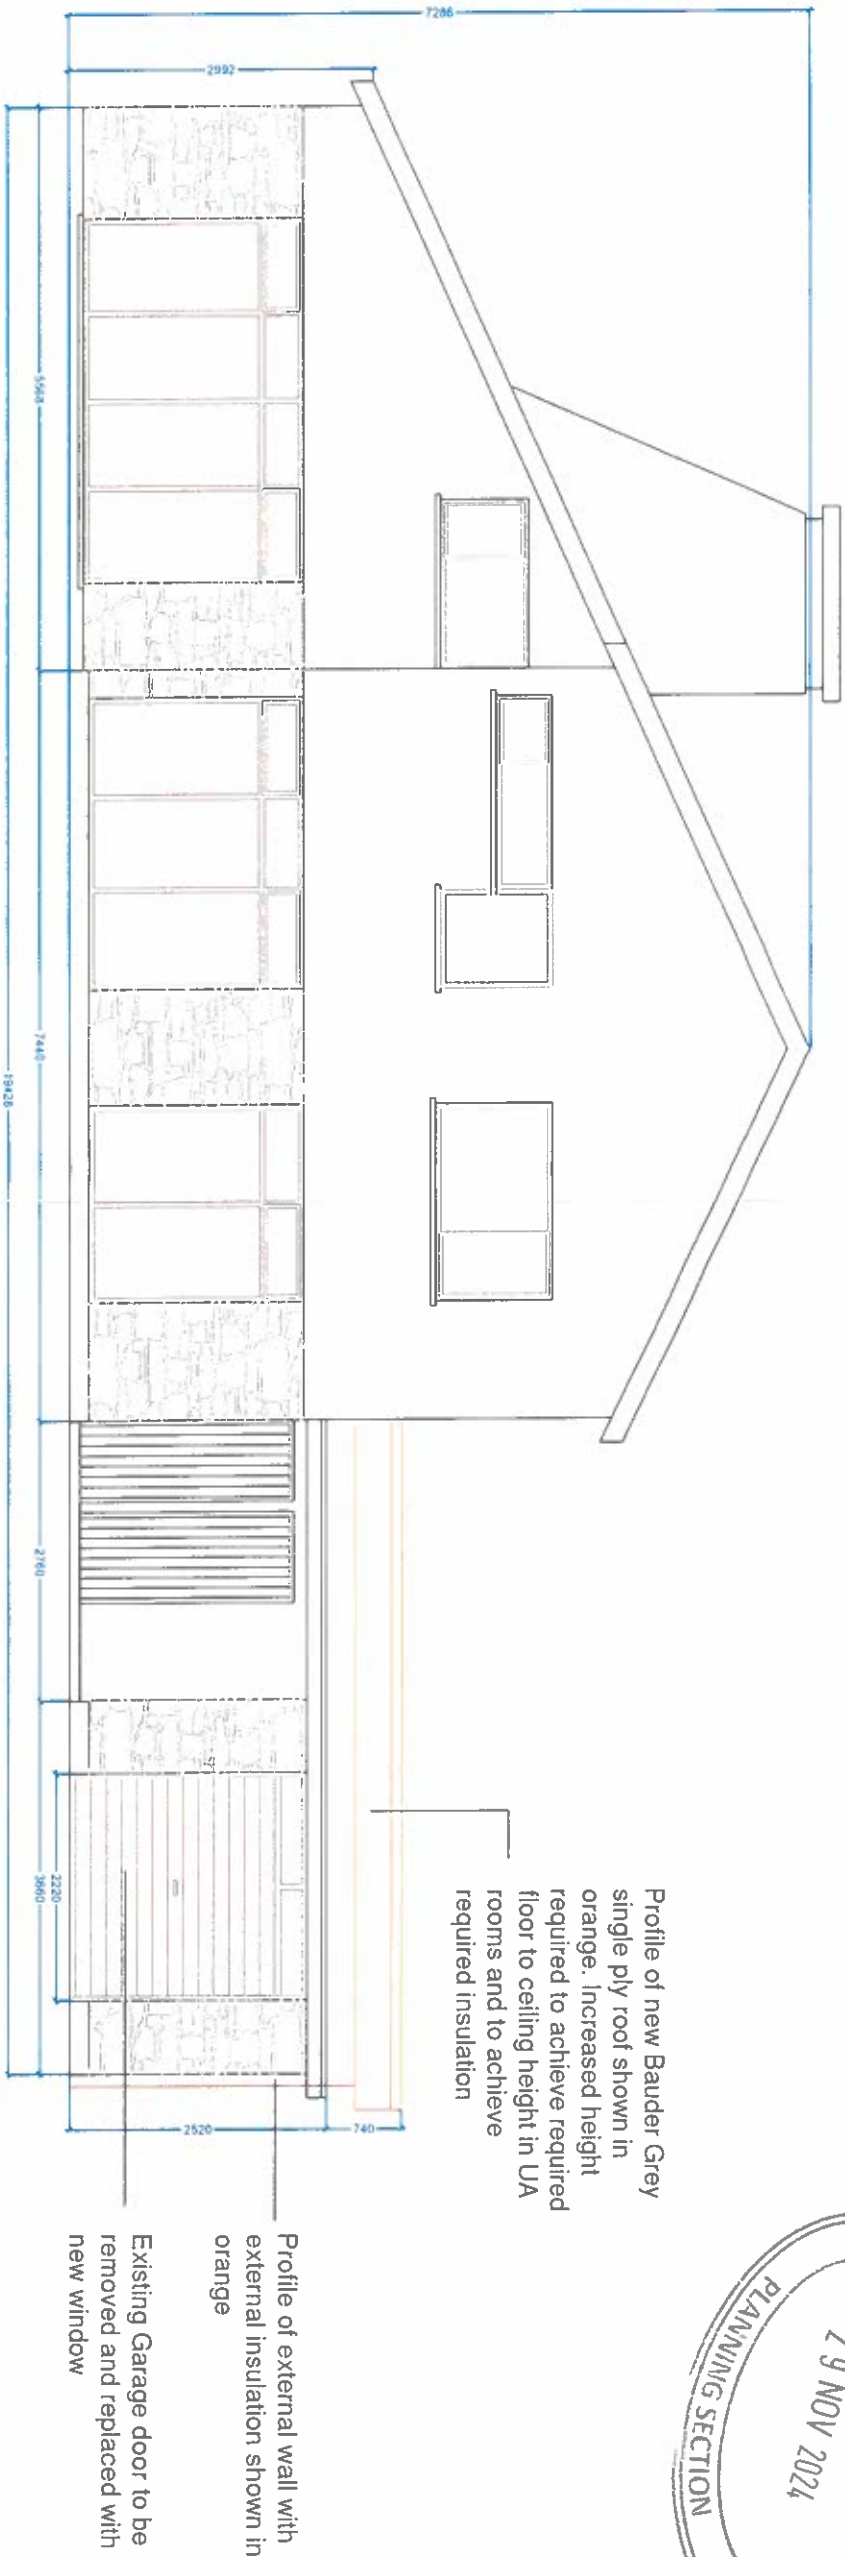 7286
2992
Profile of new Bauder Grey
single ply roof shown in
orange. Increased height
required to achieve required
floor to ceiling height in UA
rooms and to achieve
required insulation
Profile of external wall with
external insulation shown in
orange
Existing Garage door to be
removed and replaced with
new window
2520
740
2220
5568
7440
2760
3660
19428
29 NOV 2024
PLANNING SECTION